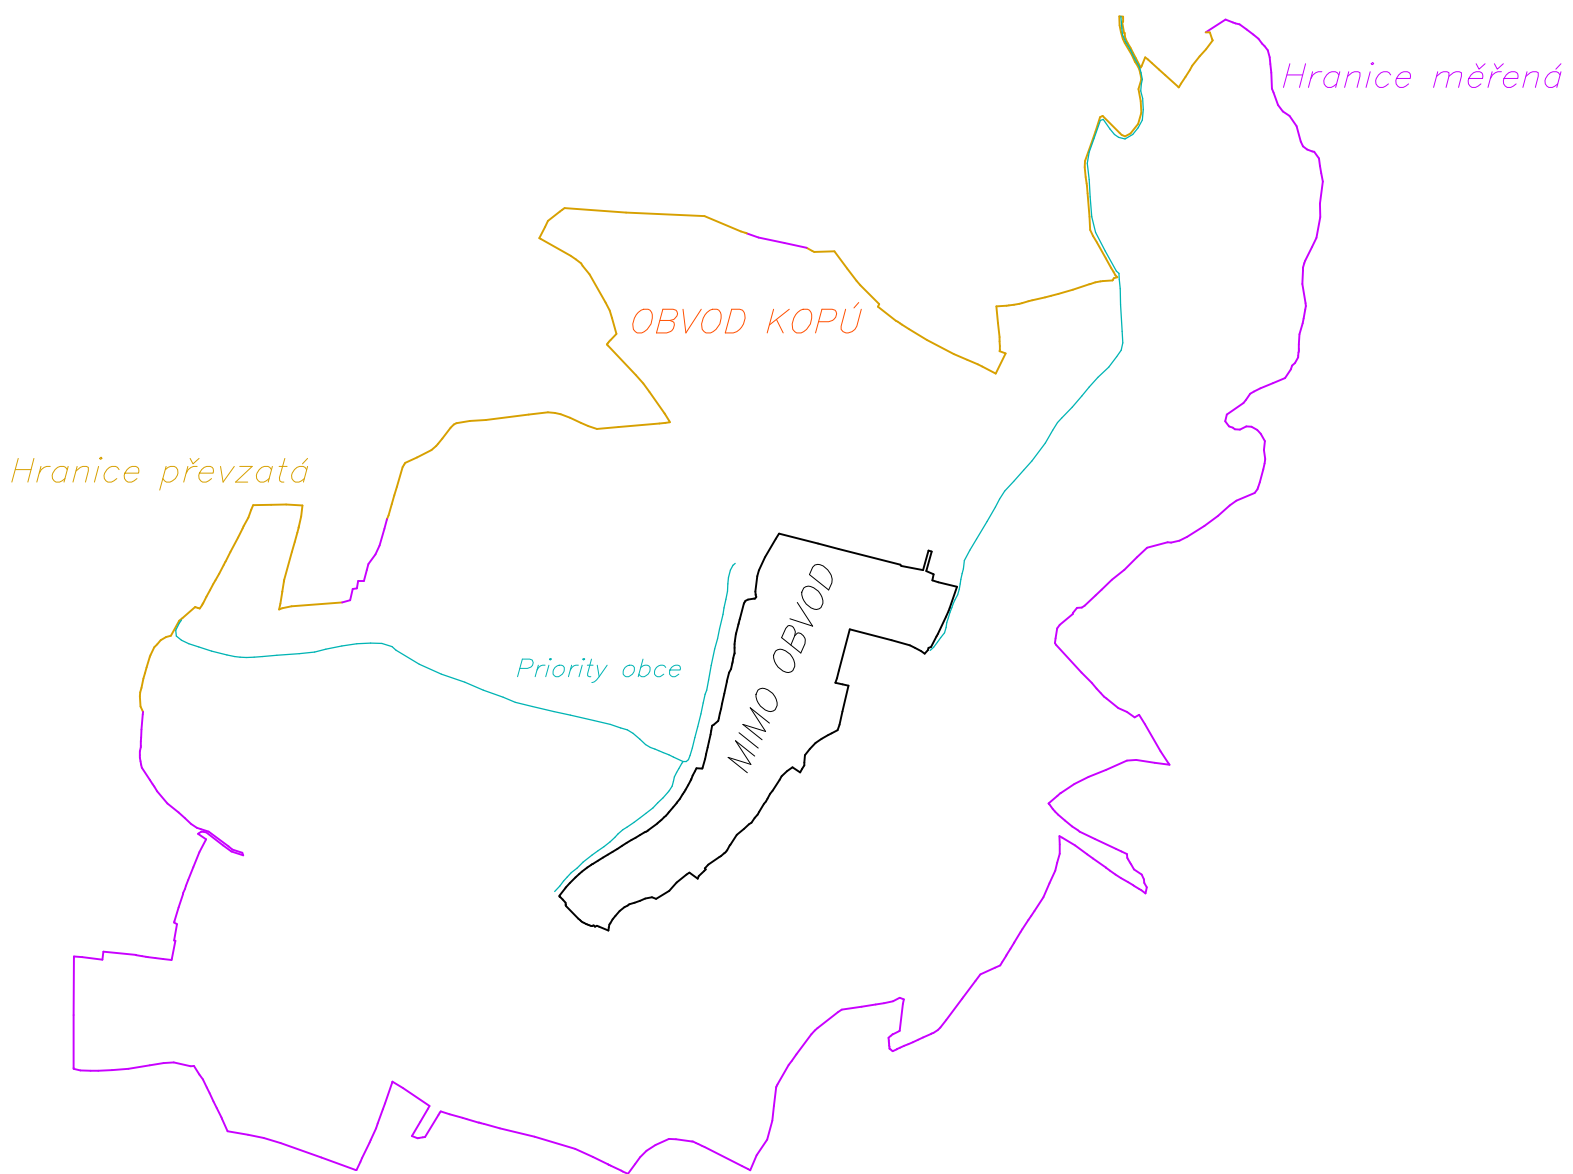 Hranice měřená
OBVOD KOPÚ
Hranice převzatá
MIMO OBVOD
Priority obce